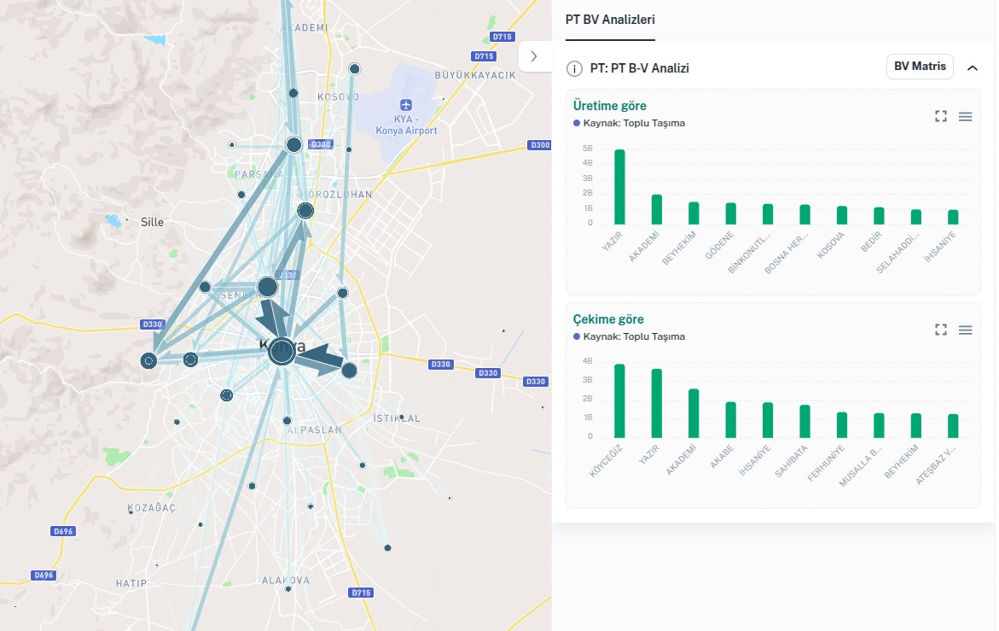 AKADEMİ
D715
D715
BÜYÜKKAYACIK
KOSOVO
KYA -
Konya Airport
D300
D300
PARSANA
HOROZLUHAN
Sille
D330
Konya
D330
D330
D330
İSTİKLAL
ALPASLAN
KOZAĞAÇ
D696
D696
HATIP
ALAKOVA
D715
PT BV Analizleri
PT: PT B-V Analizi
BV Matris
Üretime göre
Kaynak: Toplu Taşıma
5B
4B
3B
2B
1B
0
YAZIR
AKADEMİ
BEYHEKİM
GÖDENE
BİNKONUTL...
BOSNA HER...
KOSOVA
BEDİR
SELAHADDİ...
İHSANİYE
Çekime göre
Kaynak: Toplu Taşıma
4B
3B
2B
1B
0
KÖYCEĞİZ
YAZIR
AKADEMİ
AKABE
İHSANİYE
SAHİBATA
FERHUNİYE
MUSALLA B...
BEYHEKİM
ATEŞBAZ V...